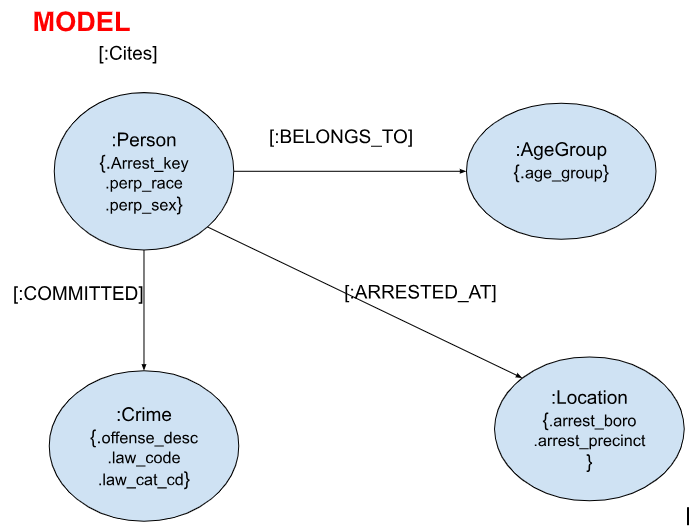 MODEL
[:Cites]
:Person
{.Arrest_key
.perp_race
.perp_sex}
[:BELONGS_TO]
:AgeGroup
{.age_group}
[:COMMITTED]
[:ARRESTED_AT]
:Crime
{.offense_desc
.law_code
.law_cat_cd}
:Location
{.arrest_boro
.arrest_precinct
}